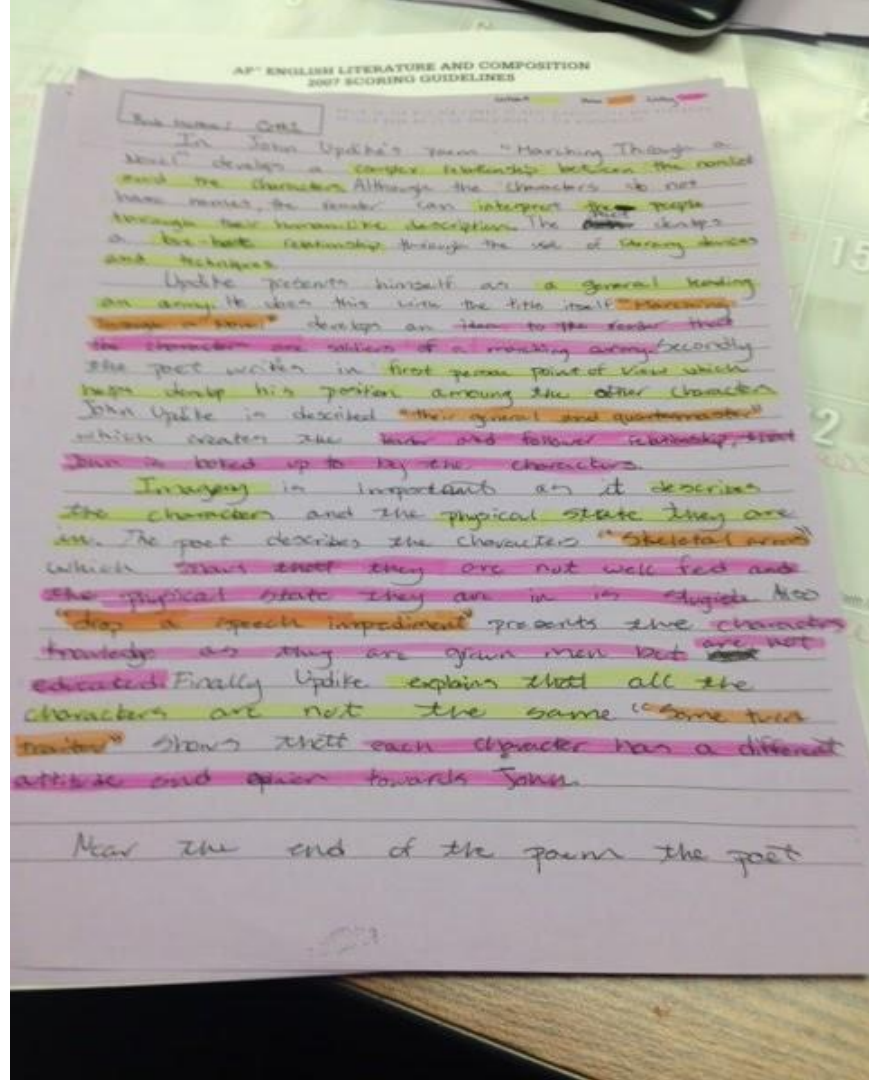 AP® ENGLISH LITERATURE AND COMPOSITION
2007 SCORING GUIDELINES
In John Updike's poem "Marching Through a
Novel" develops a complex relationship between the
and the characters. Although the characters do not
have names, the reader can interpret the people
through their human-like description. The
a love-hate relationship through the use of literary devices
and techniques.
Updike presents himself as a general leading
an army. He does this with the title itself "Marching
Through a Novel" develops an idea to the reader that
the characters are soldiers of a marching army. Secondly
the poet writes in first person point of view which
helps his position among the other characters
John Updike is described "their general and quartermaster"
which creates the leader and follower relationship, that
John is looked up to by the characters.
Imagery is important as it describes
the characters and the physical state they are
in. The poet describes the characters "Skeletal arms"
which shows thatt they are not well fed and
the physical state they are in is Also
"drop a speech impediment" presents the characters
knowledge as they are grown men but are not
educated. Finally Updike explains thatt all the
characters are not the same "Some turn
traitor" shows thatt each character has a different
attitude and towards John.
Near the end of the poem the poet
15
2